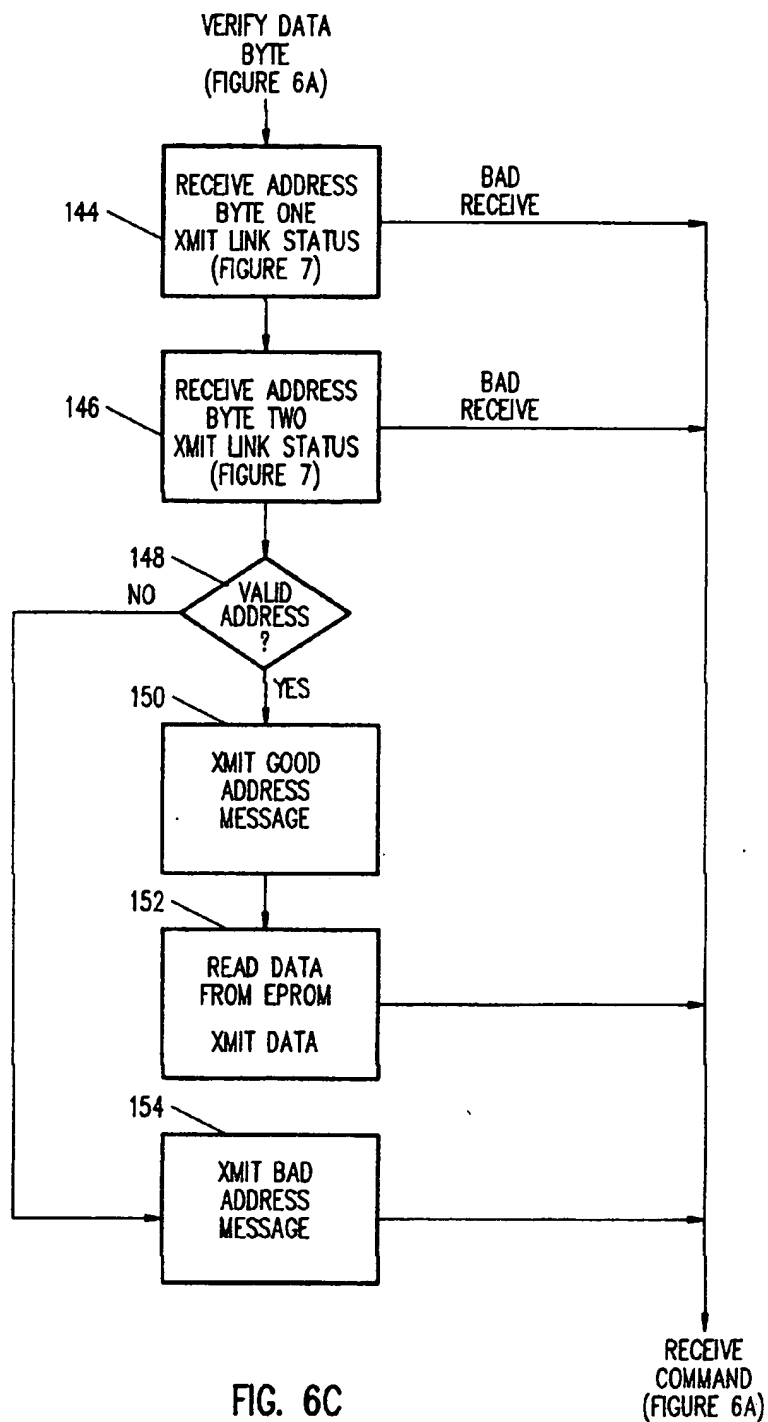 VERIFY DATA
BYTE
(FIGURE 6A)
RECEIVE ADDRESS
BYTE ONE
XMIT LINK STATUS
(FIGURE 7)
144
BAD
RECEIVE
RECEIVE ADDRESS
BYTE TWO
XMIT LINK STATUS
(FIGURE 7)
146
BAD
RECEIVE
148
NO
VALID
ADDRESS
?
YES
150
XMIT GOOD
ADDRESS
MESSAGE
152
READ DATA
FROM EPROM
XMIT DATA
154
XMIT BAD
ADDRESS
MESSAGE
RECEIVE
COMMAND
(FIGURE 6A)
FIG. 6C